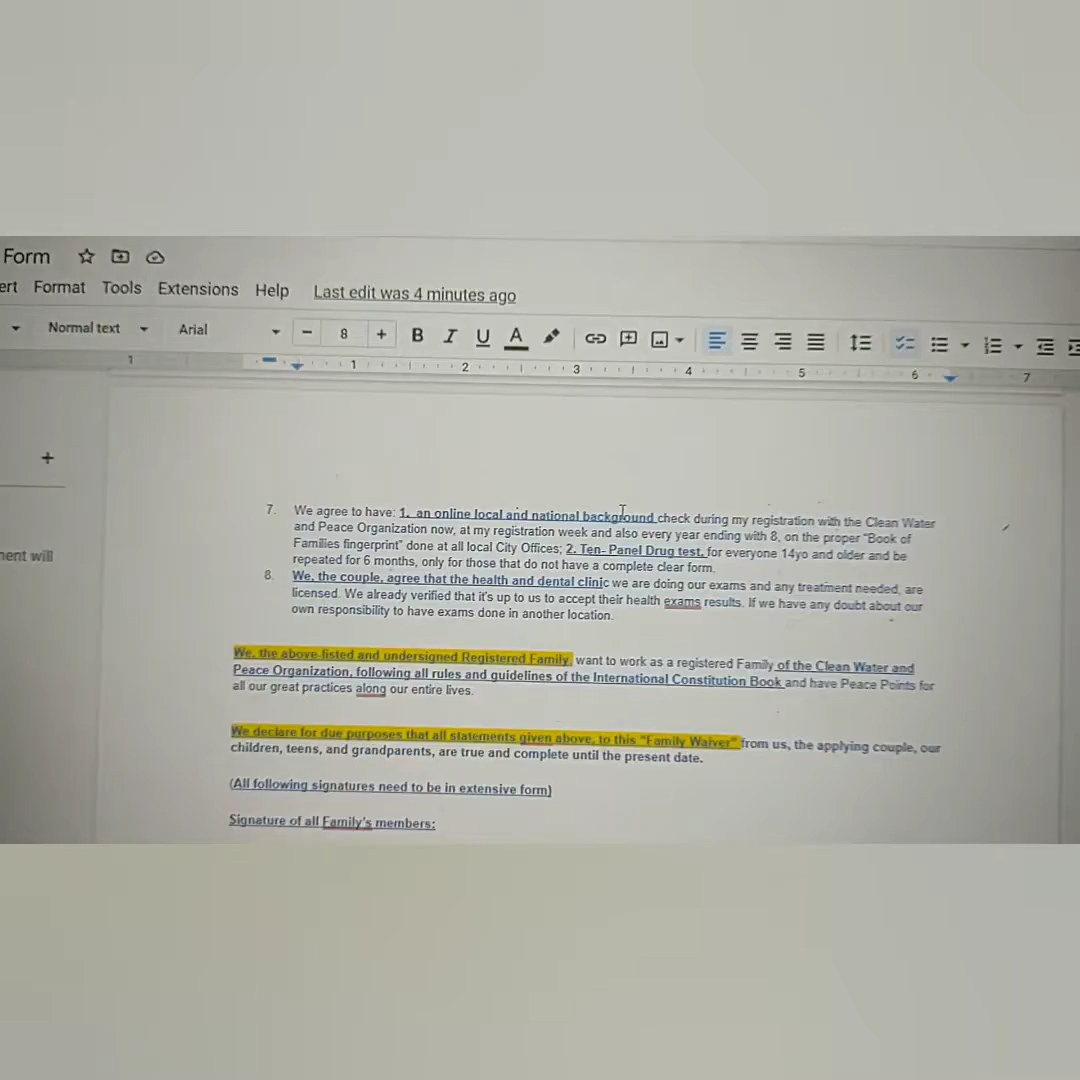 Form
ert Format Tools Extensions Help Last edit was 4 minutes ago
Normal text Arial − 8 + B I U A
1 1 2 3 4 5 6 7
+
7. We agree to have: 1. an online local and national background check during my registration with the Clean Water
and Peace Organization now, at my registration week and also every year ending with 8, on the proper "Book of
Families fingerprint" done at all local City Offices; 2. Ten- Panel Drug test, for everyone 14yo and older and be
repeated for 6 months, only for those that do not have a complete clear form.
ment will
8. We, the couple, agree that the health and dental clinic we are doing our exams and any treatment needed, are
licensed. We already verified that it's up to us to accept their health exams results. If we have any doubt about our
own responsibility to have exams done in another location.
We, the above-listed and undersigned Registered Family, want to work as a registered Family of the Clean Water and
Peace Organization, following all rules and guidelines of the International Constitution Book and have Peace Points for
all our great practices along our entire lives.
We declare for due purposes that all statements given above, to this "Family Waiver" from us, the applying couple, our
children, teens, and grandparents, are true and complete until the present date.
(All following signatures need to be in extensive form)
Signature of all Family's members: